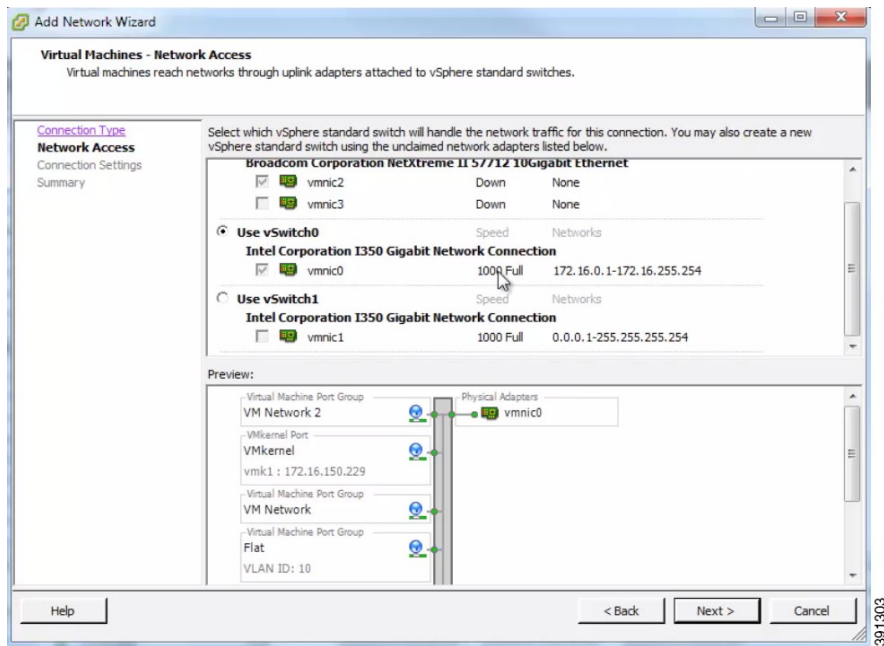 Add Network Wizard
Virtual Machines - Network Access
Virtual machines reach networks through uplink adapters attached to vSphere standard switches.
Connection Type
Network Access
Connection Settings
Summary
Select which vSphere standard switch will handle the network traffic for this connection. You may also create a new
vSphere standard switch using the unclaimed network adapters listed below.
Broadcom Corporation NetXtreme II 57712 10Gigabit Ethernet
vmnic2 Down None
vmnic3 Down None
Use vSwitch0 Speed Networks
Intel Corporation I350 Gigabit Network Connection
vmnic0 1000 Full 172.16.0.1-172.16.255.254
Use vSwitch1 Speed Networks
Intel Corporation I350 Gigabit Network Connection
vmnic1 1000 Full 0.0.0.1-255.255.255.254
Preview:
Virtual Machine Port Group Physical Adapters
VM Network 2 vmnic0
VMkernel Port
VMkernel
vmk1 : 172.16.150.229
Virtual Machine Port Group
VM Network
Virtual Machine Port Group
Flat
VLAN ID: 10
Help < Back Next > Cancel
391303